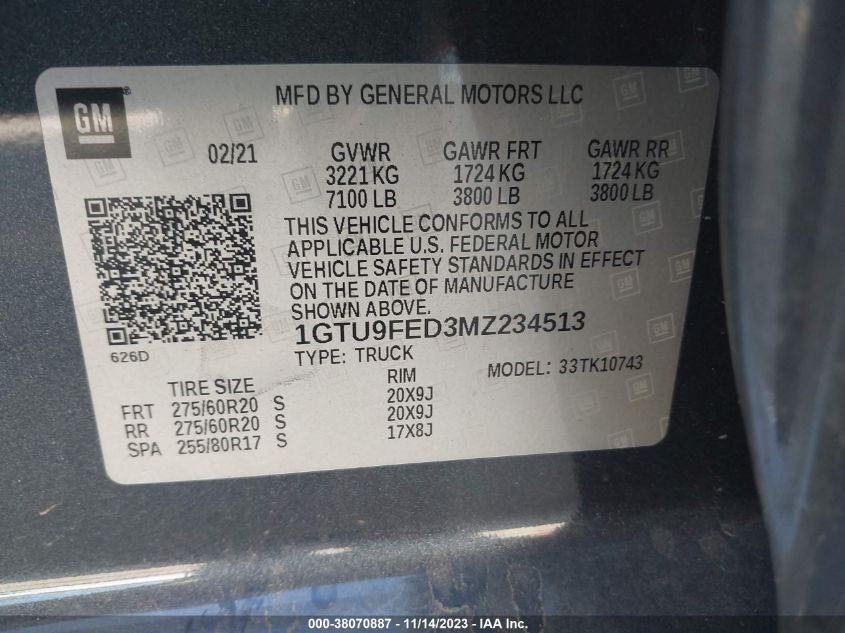 MFD BY GENERAL MOTORS LLC
GM
02/21 GVWR GAWR FRT GAWR RR
3221 KG 1724 KG 1724 KG
7100 LB 3800 LB 3800 LB
THIS VEHICLE CONFORMS TO ALL
APPLICABLE U.S. FEDERAL MOTOR
VEHICLE SAFETY STANDARDS IN EFFECT
ON THE DATE OF MANUFACTURE
SHOWN ABOVE.
1GTU9FED3MZ234513
626D
TYPE: TRUCK
MODEL: 33TK10743
TIRE SIZE RIM
FRT 275/60R20 S 20X9J
RR 275/60R20 S 20X9J
SPA 255/80R17 S 17X8J
000-38070887 - 11/14/2023 - IAA Inc.